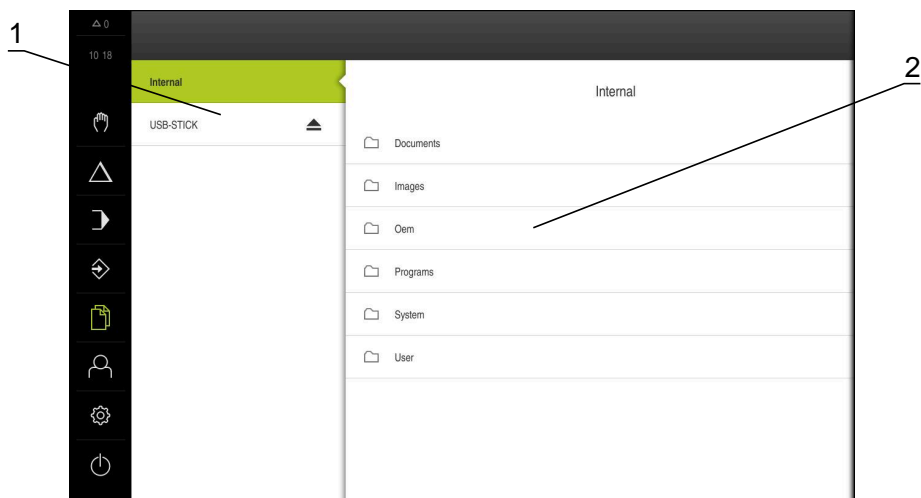 1
0
10 18
Internal
USB-STICK
2
Internal
Documents
Images
Oem
Programs
System
User